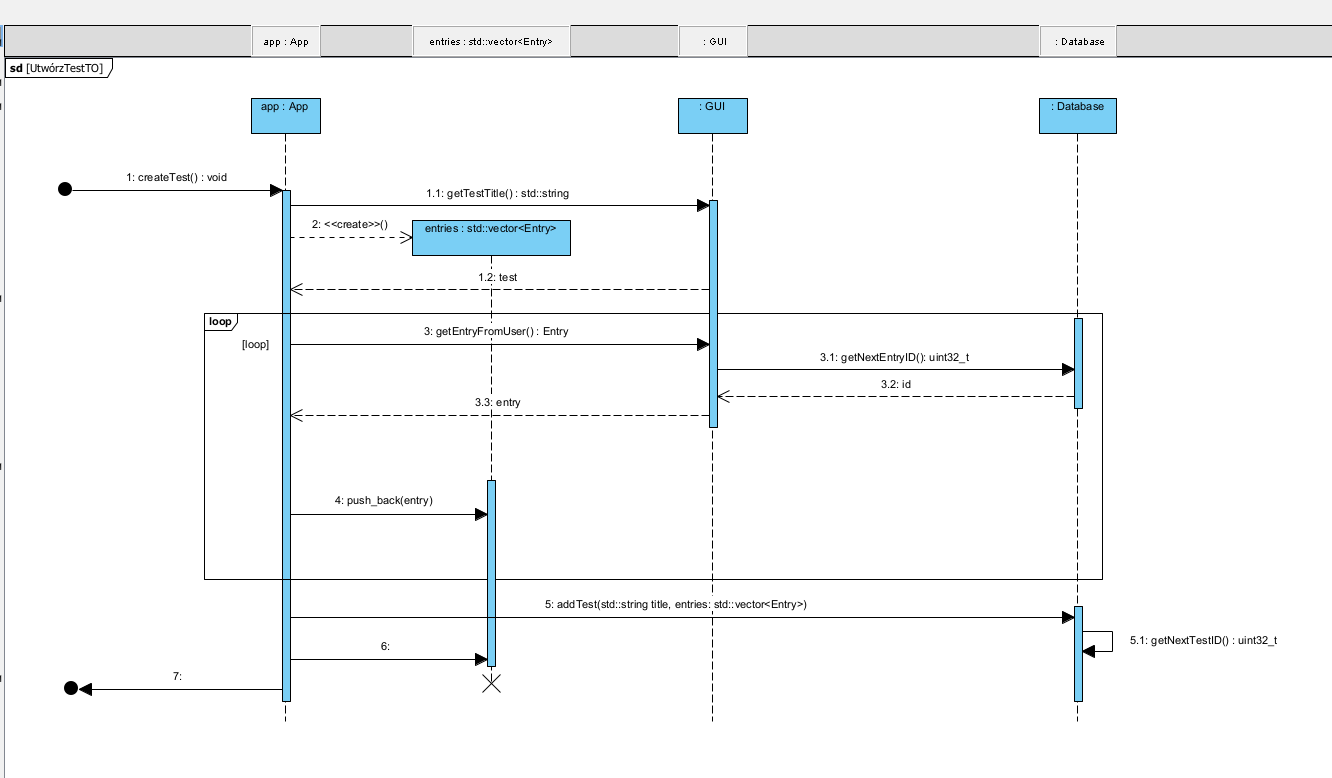 app : App
entries : std::vector<Entry>
: GUI
: Database
sd [UtwórzTestTO]
app : App
: GUI
: Database
1: createTest() : void
1.1: getTestTitle() : std::string
2: <<create>>()
entries : std::vector<Entry>
1.2: test
loop
[loop]
3: getEntryFromUser() : Entry
3.1: getNextEntryID(): uint32_t
3.2: id
3.3: entry
4: push_back(entry)
5: addTest(std::string title, entries: std::vector<Entry>)
5.1: getNextTestID() : uint32_t
6:
7: